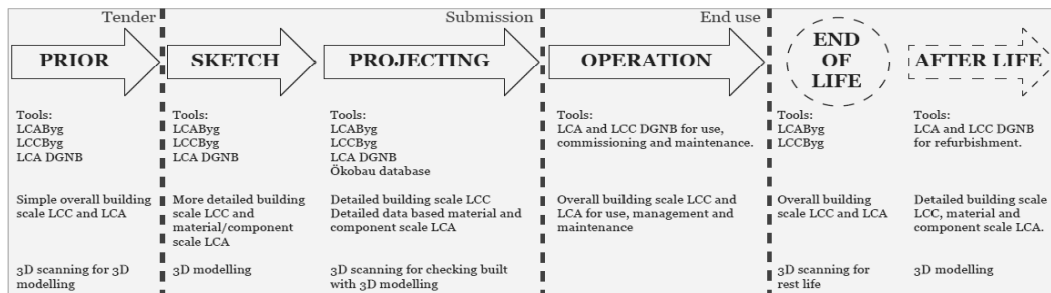 Tender
Submission
End use
PRIOR
SKETCH
PROJECTING
OPERATION
END
OF
LIFE
AFTER LIFE
Tools:
LCAByg
LCCByg
LCA DGNB
Tools:
LCAByg
LCCByg
LCA DGNB
Tools:
LCAByg
LCCByg
LCA DGNB
Ökobau database
Tools:
LCA and LCC DGNB for use,
commissioning and maintenance.
Tools:
LCAByg
LCCByg
Tools:
LCA and LCC DGNB
for refurbishment.
Simple overall building
scale LCC and LCA
More detailed building
scale LCC and
material/component
scale LCA
Detailed building scale LCC
Detailed data based material and
component scale LCA
Overall building scale LCC and
LCA for use, management and
maintenance
Overall building
scale LCC and LCA
Detailed building scale
LCC, material and
component scale LCA.
3D scanning for 3D
modelling
3D modelling
3D scanning for checking built
with 3D modelling
3D scanning for
rest life
3D modelling